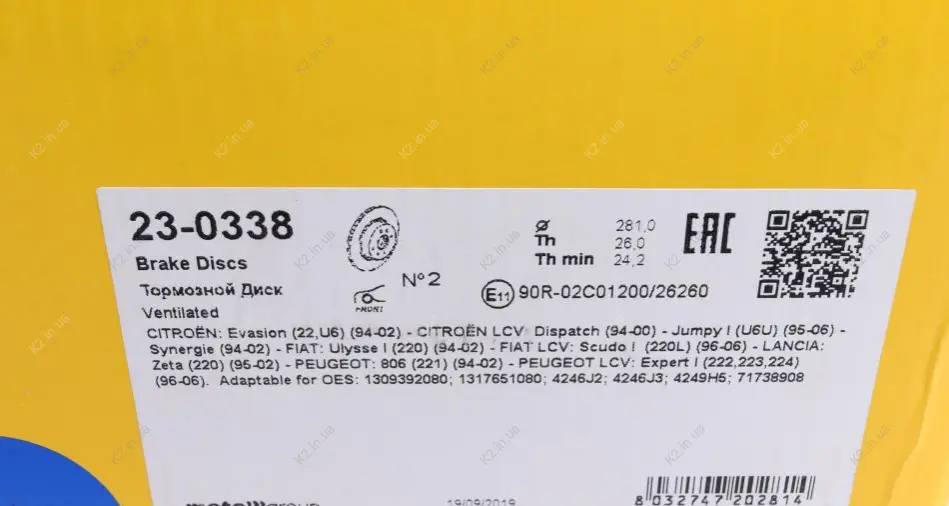 23-0338
Brake Discs
Тормозной Диск
Ventilated
FRONT
N°2
Ø 281,0
Th 26,0
Th min 24,2
EAC
E11 90R-02C01200/26260
CITROËN: Evasion (22,U6) (94-02) - CITROËN LCV: Dispatch (94-00) - Jumpy I (U6U) (95-06) -
Synergie (94-02) - FIAT: Ulysse I (220) (94-02) - FIAT LCV: Scudo I (220L) (96-06) - LANCIA:
Zeta (220) (95-02) - PEUGEOT: 806 (221) (94-02) - PEUGEOT LCV: Expert I (222,223,224)
(96-06). Adaptable for OES: 1309392080; 1317651080; 4246J2; 4246J3; 4249H5; 71738908
metelligroup
19/09/2019
8 032747 202814
K2.in.ua